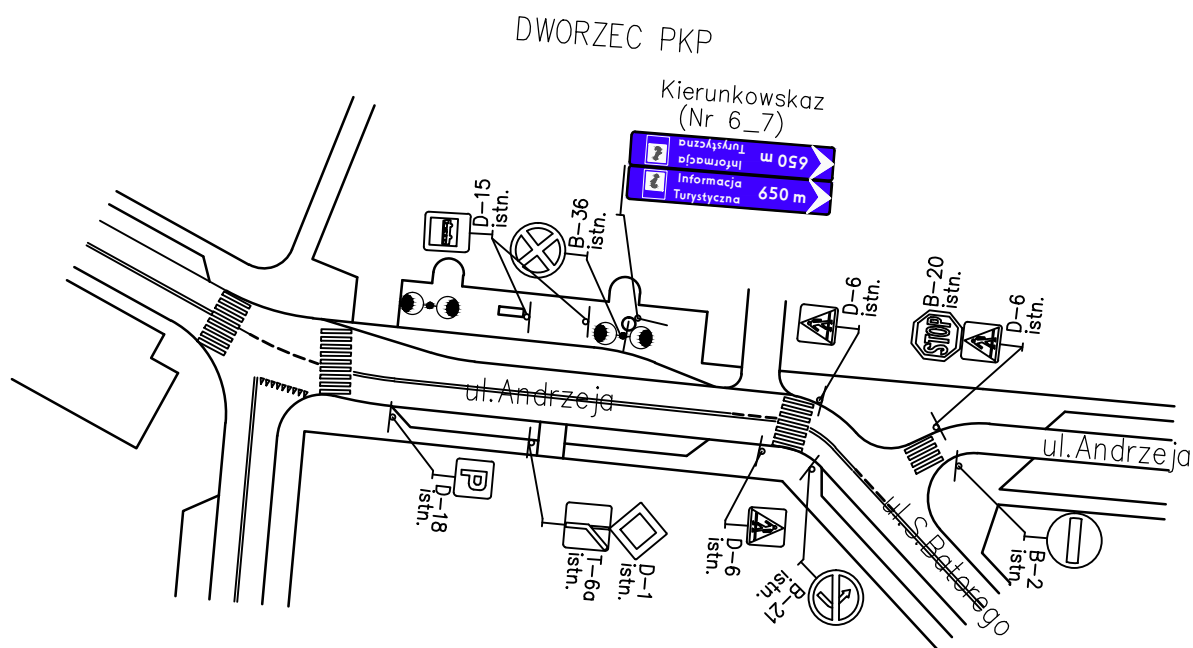 DWORZEC PKP
Kierunkowskaz
(Nr 6_7)
Informacja
Turystyczna
650 m
Informacja
Turystyczna
650 m
D-15
istn.
B-36
istn.
D-6
istn.
B-20
istn.
STOP
D-6
istn.
ul.Andrzeja
ul.Andrzeja
P
D-18
istn.
T-6a
istn.
D-1
istn.
D-6
istn.
B-21
istn.
B-2
istn.
ul.S.Batorego